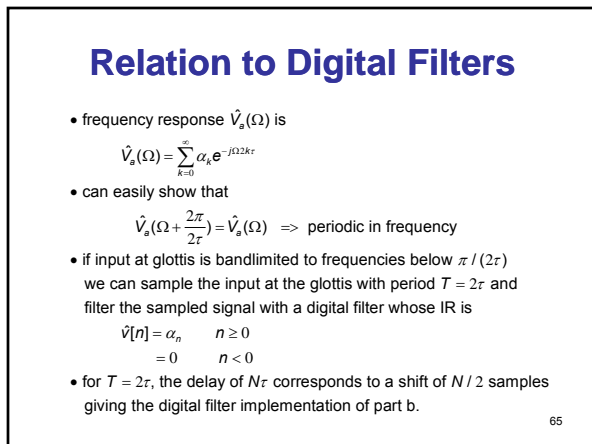 Relation to Digital Filters
• frequency response V̂ₐ(Ω) is
V̂ₐ(Ω) = ∑_{k=0}^{∞} αₖe^{−jΩ2kτ}
• can easily show that
V̂ₐ(Ω + 2π/2τ) = V̂ₐ(Ω) => periodic in frequency
• if input at glottis is bandlimited to frequencies below π / (2τ)
we can sample the input at the glottis with period T = 2τ and
filter the sampled signal with a digital filter whose IR is
v̂[n] = αₙ n ≥ 0
= 0 n < 0
• for T = 2τ, the delay of Nτ corresponds to a shift of N / 2 samples
giving the digital filter implementation of part b.
65